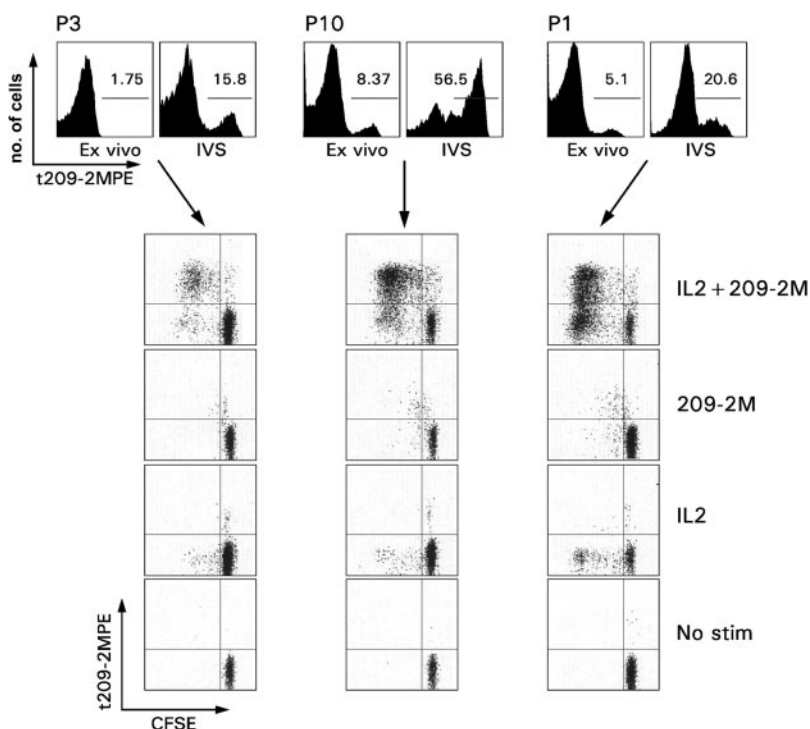 P3 P10 P1
no. of cells
1.75 15.8 8.37 56.5 5.1 20.6
Ex vivo IVS Ex vivo IVS Ex vivo IVS
t209-2MPE
IL2 + 209-2M
209-2M
IL2
No stim
t209-2MPE
CFSE